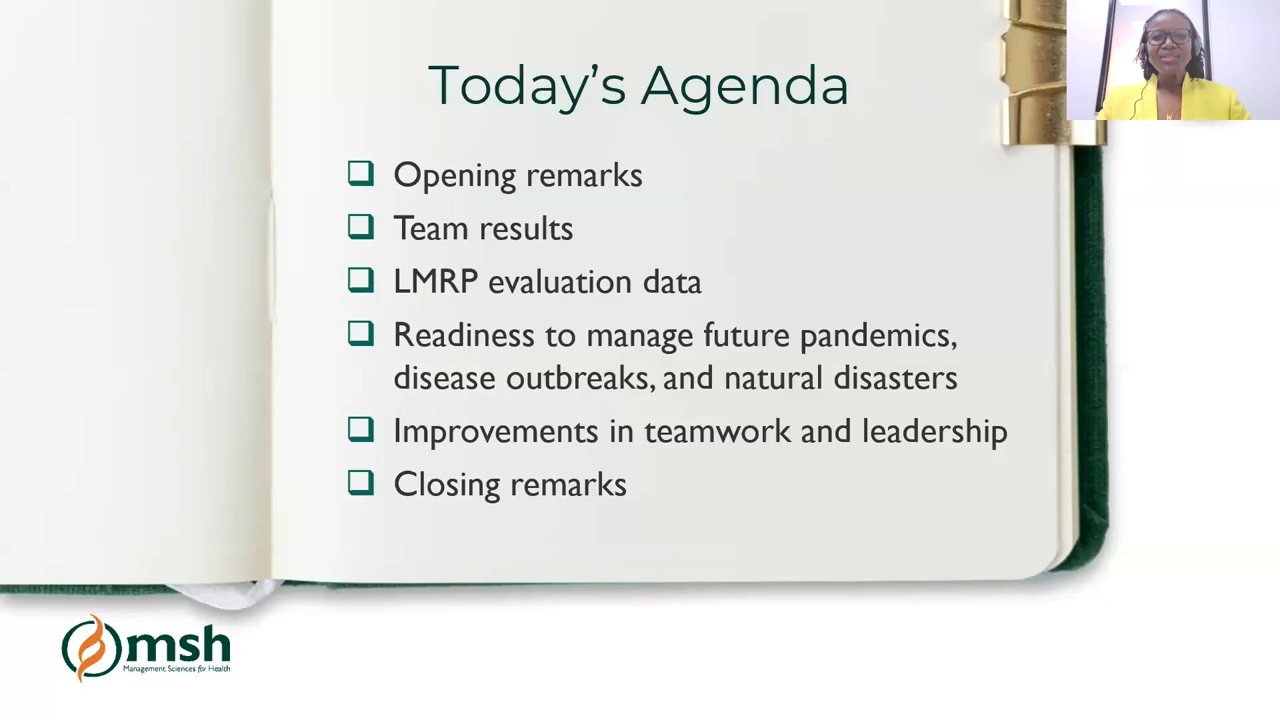 Today’s Agenda
❑ Opening remarks
❑ Team results
❑ LMRP evaluation data
❑ Readiness to manage future pandemics,
disease outbreaks, and natural disasters
❑ Improvements in teamwork and leadership
❑ Closing remarks
msh
Management Sciences for Health